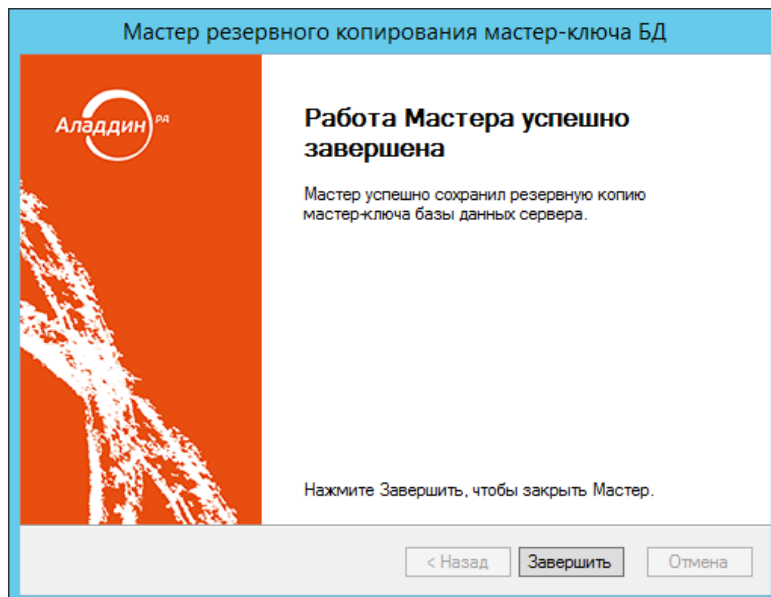 Мастер резервного копирования мастер-ключа БД
Аладдин РД
Работа Мастера успешно
завершена
Мастер успешно сохранил резервную копию
мастер-ключа базы данных сервера.
Нажмите Завершить, чтобы закрыть Мастер.
< Назад
Завершить
Отмена